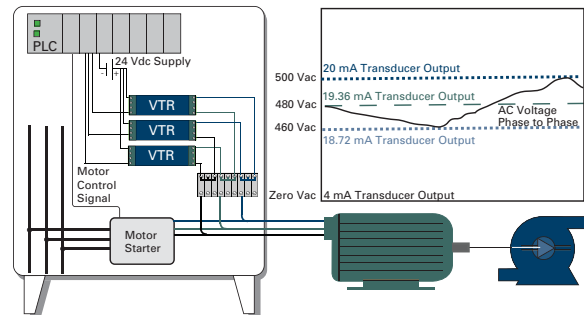 PLC
24 Vdc Supply
- +
VTR
VTR
VTR
Motor
Control
Signal
Motor
Starter
20 mA Transducer Output
500 Vac
19.36 mA Transducer Output
480 Vac
AC Voltage
Phase to Phase
460 Vac
18.72 mA Transducer Output
Zero Vac
4 mA Transducer Output